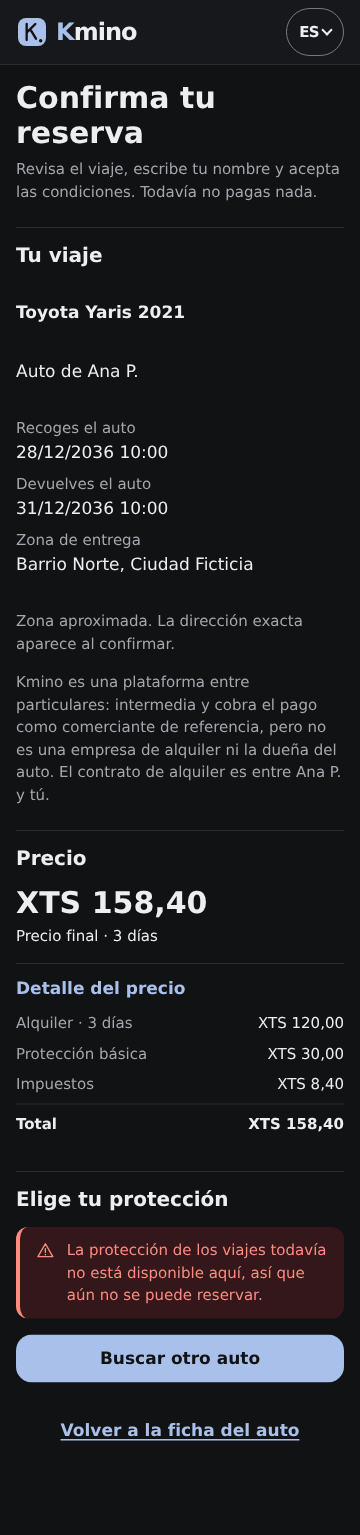 K. Kmino
ES
Confirma tu
reserva
Revisa el viaje, escribe tu nombre y acepta
las condiciones. Todavía no pagas nada.
Tu viaje
Toyota Yaris 2021
Auto de Ana P.
Recoges el auto
28/12/2036 10:00
Devuelves el auto
31/12/2036 10:00
Zona de entrega
Barrio Norte, Ciudad Ficticia
Zona aproximada. La dirección exacta
aparece al confirmar.
Kmino es una plataforma entre
particulares: intermedia y cobra el pago
como comerciante de referencia, pero no
es una empresa de alquiler ni la dueña del
auto. El contrato de alquiler es entre Ana P.
y tú.
Precio
XTS 158,40
Precio final · 3 días
Detalle del precio
Alquiler · 3 días XTS 120,00
Protección básica XTS 30,00
Impuestos XTS 8,40
Total XTS 158,40
Elige tu protección
La protección de los viajes todavía
no está disponible aquí, así que
aún no se puede reservar.
Buscar otro auto
Volver a la ficha del auto